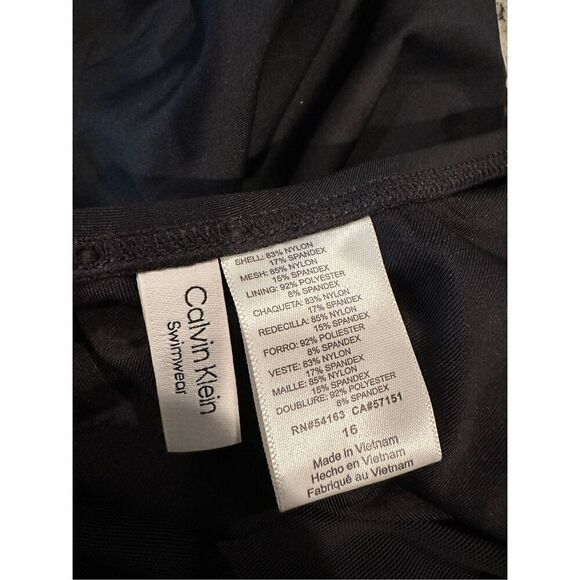 Calvin Klein
Swimwear
SHELL: 83% NYLON
17% SPANDEX
MESH: 85% NYLON
15% SPANDEX
LINING: 92% POLYESTER
8% SPANDEX
CHAQUETA: 83% NYLON
17% SPANDEX
REDECILLA: 85% NYLON
15% SPANDEX
FORRO: 92% POLIESTER
8% SPANDEX
VESTE: 83% NYLON
17% SPANDEX
MAILLE: 85% NYLON
15% SPANDEX
DOUBLURE: 92% POLYESTER
8% SPANDEX
RN#54163 CA#57151
16
Made in Vietnam
Hecho en Vietnam
Fabriqué au Vietnam